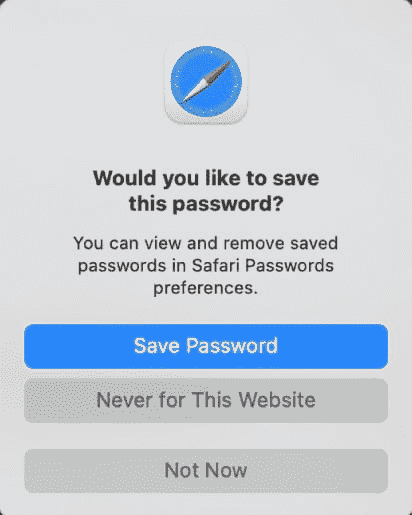 Would you like to save
this password?
You can view and remove saved
passwords in Safari Passwords
preferences.
Save Password
Never for This Website
Not Now